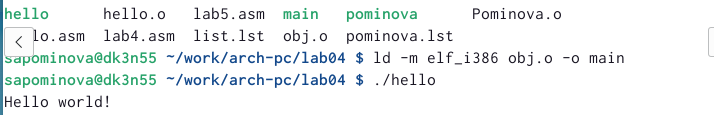 hello hello.o lab5.asm main pominova Pominova.o
lo.asm lab4.asm list.lst obj.o pominova.lst
sapominova@dk3n55 ~/work/arch-pc/lab04 $ ld -m elf_i386 obj.o -o main
sapominova@dk3n55 ~/work/arch-pc/lab04 $ ./hello
Hello world!